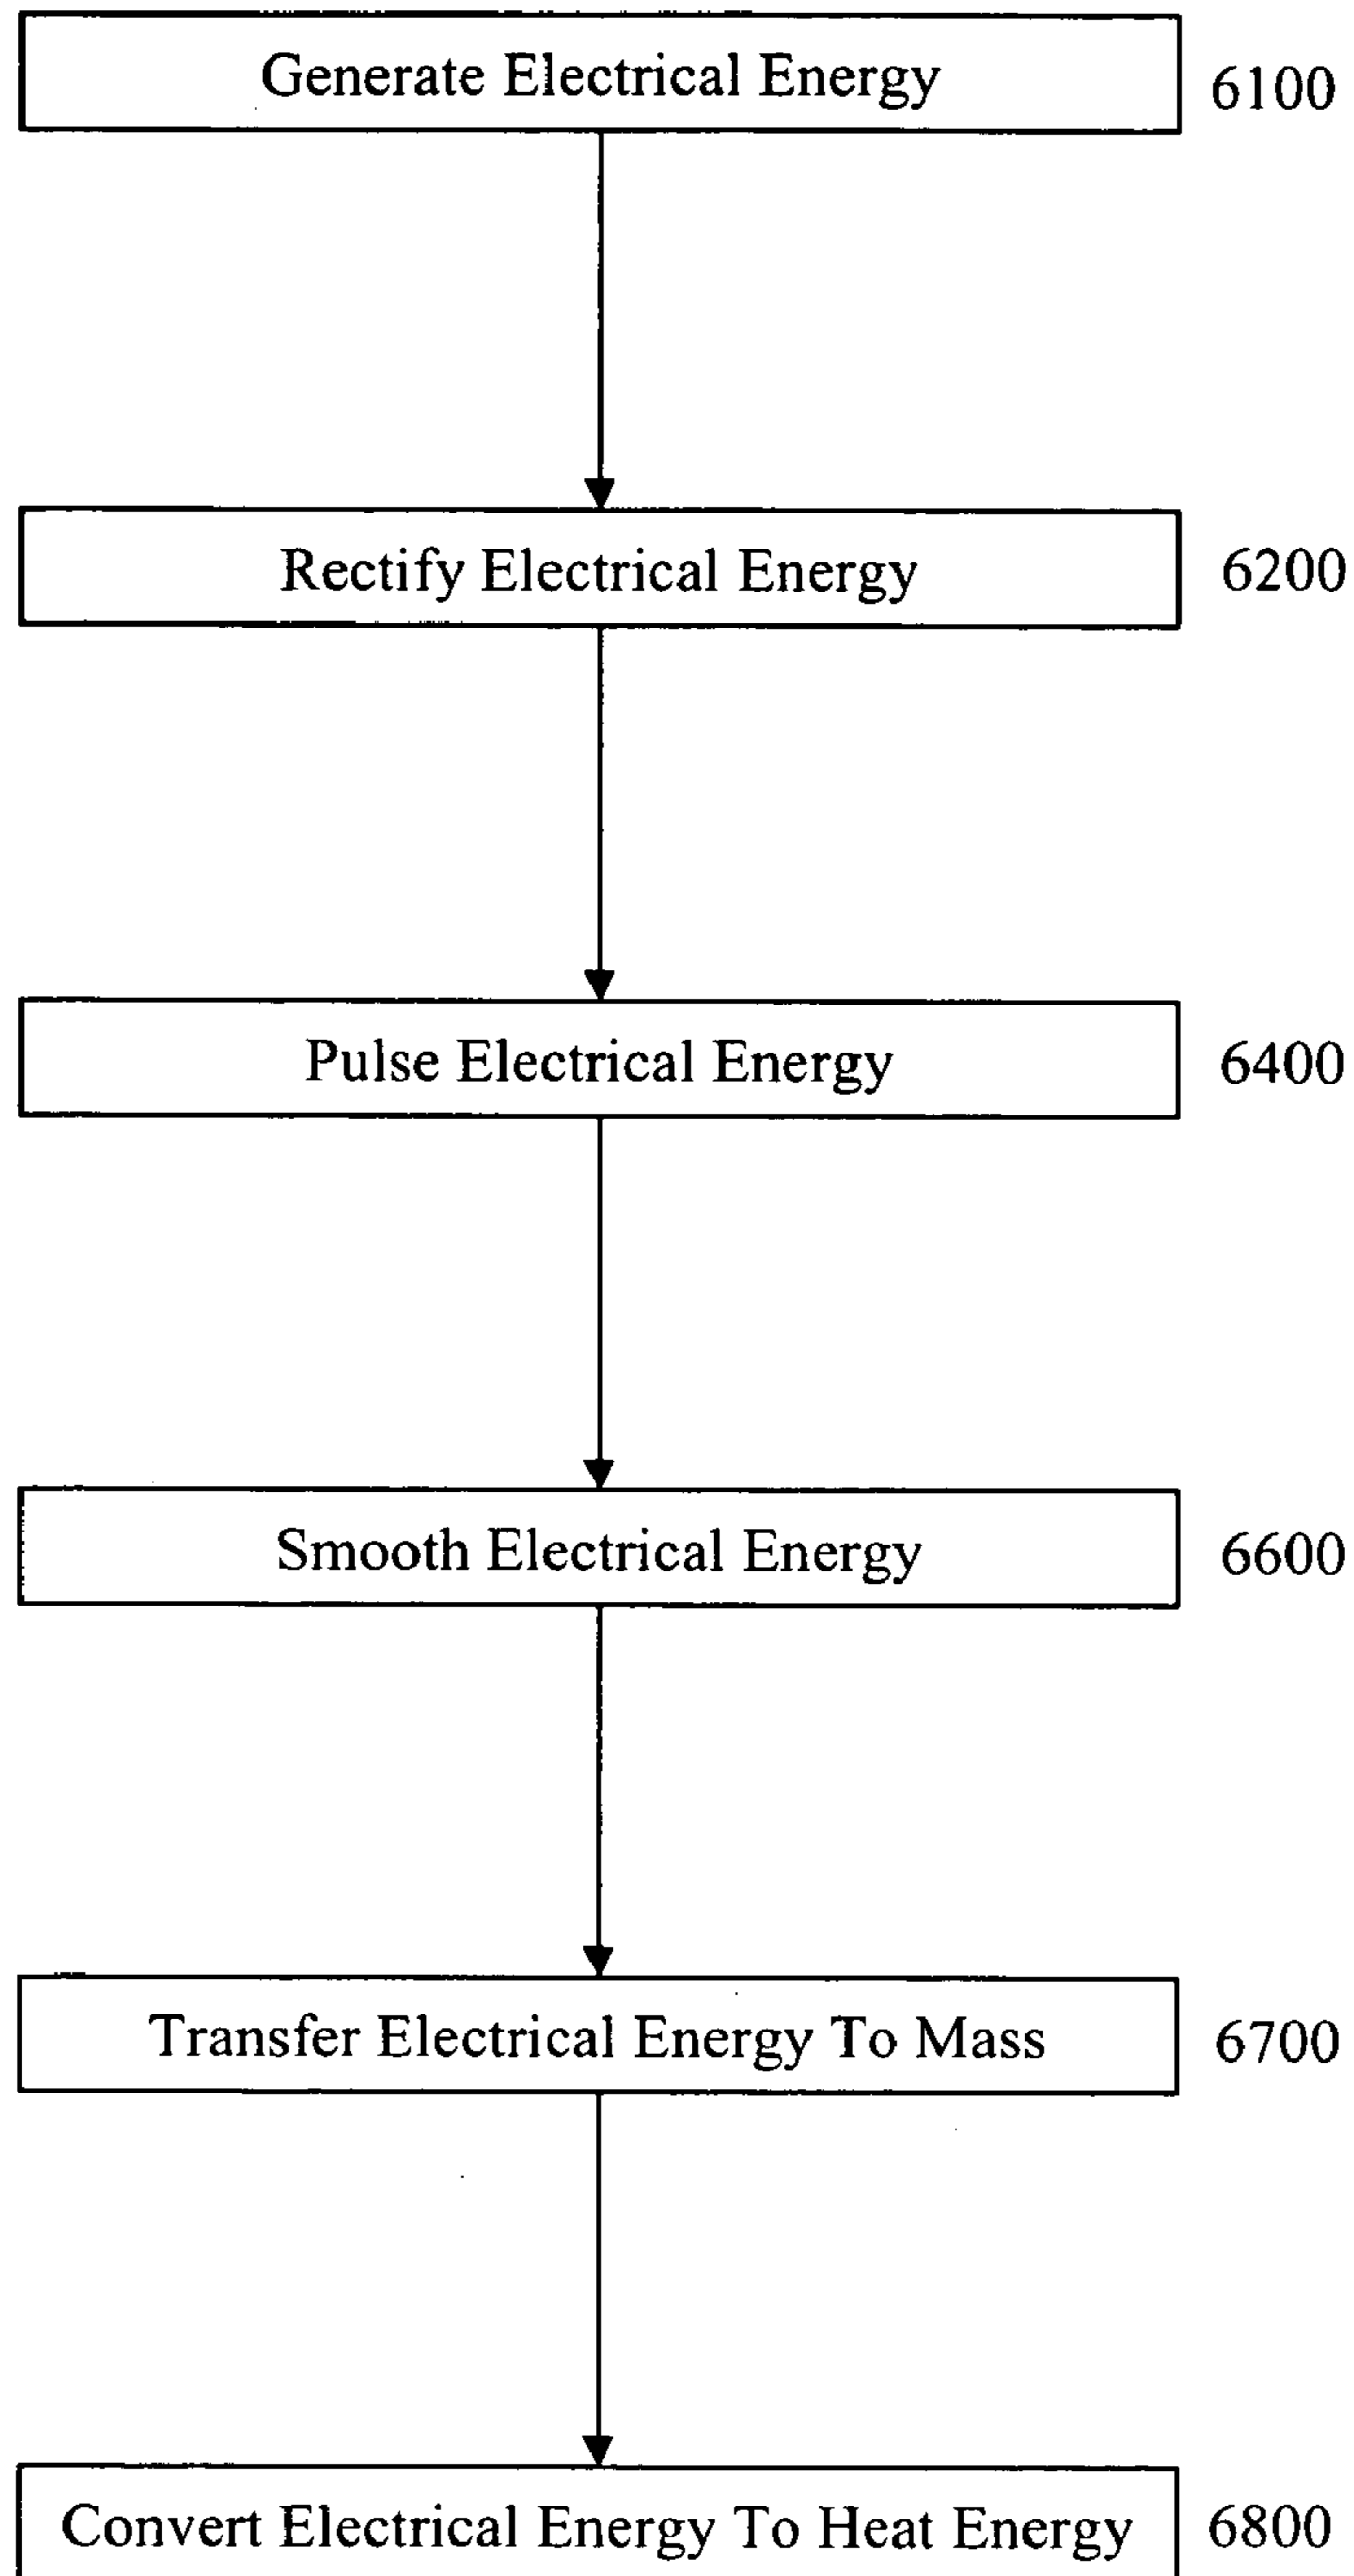 Generate Electrical Energy 6100
Rectify Electrical Energy 6200
Pulse Electrical Energy 6400
Smooth Electrical Energy 6600
Transfer Electrical Energy To Mass 6700
Convert Electrical Energy To Heat Energy 6800